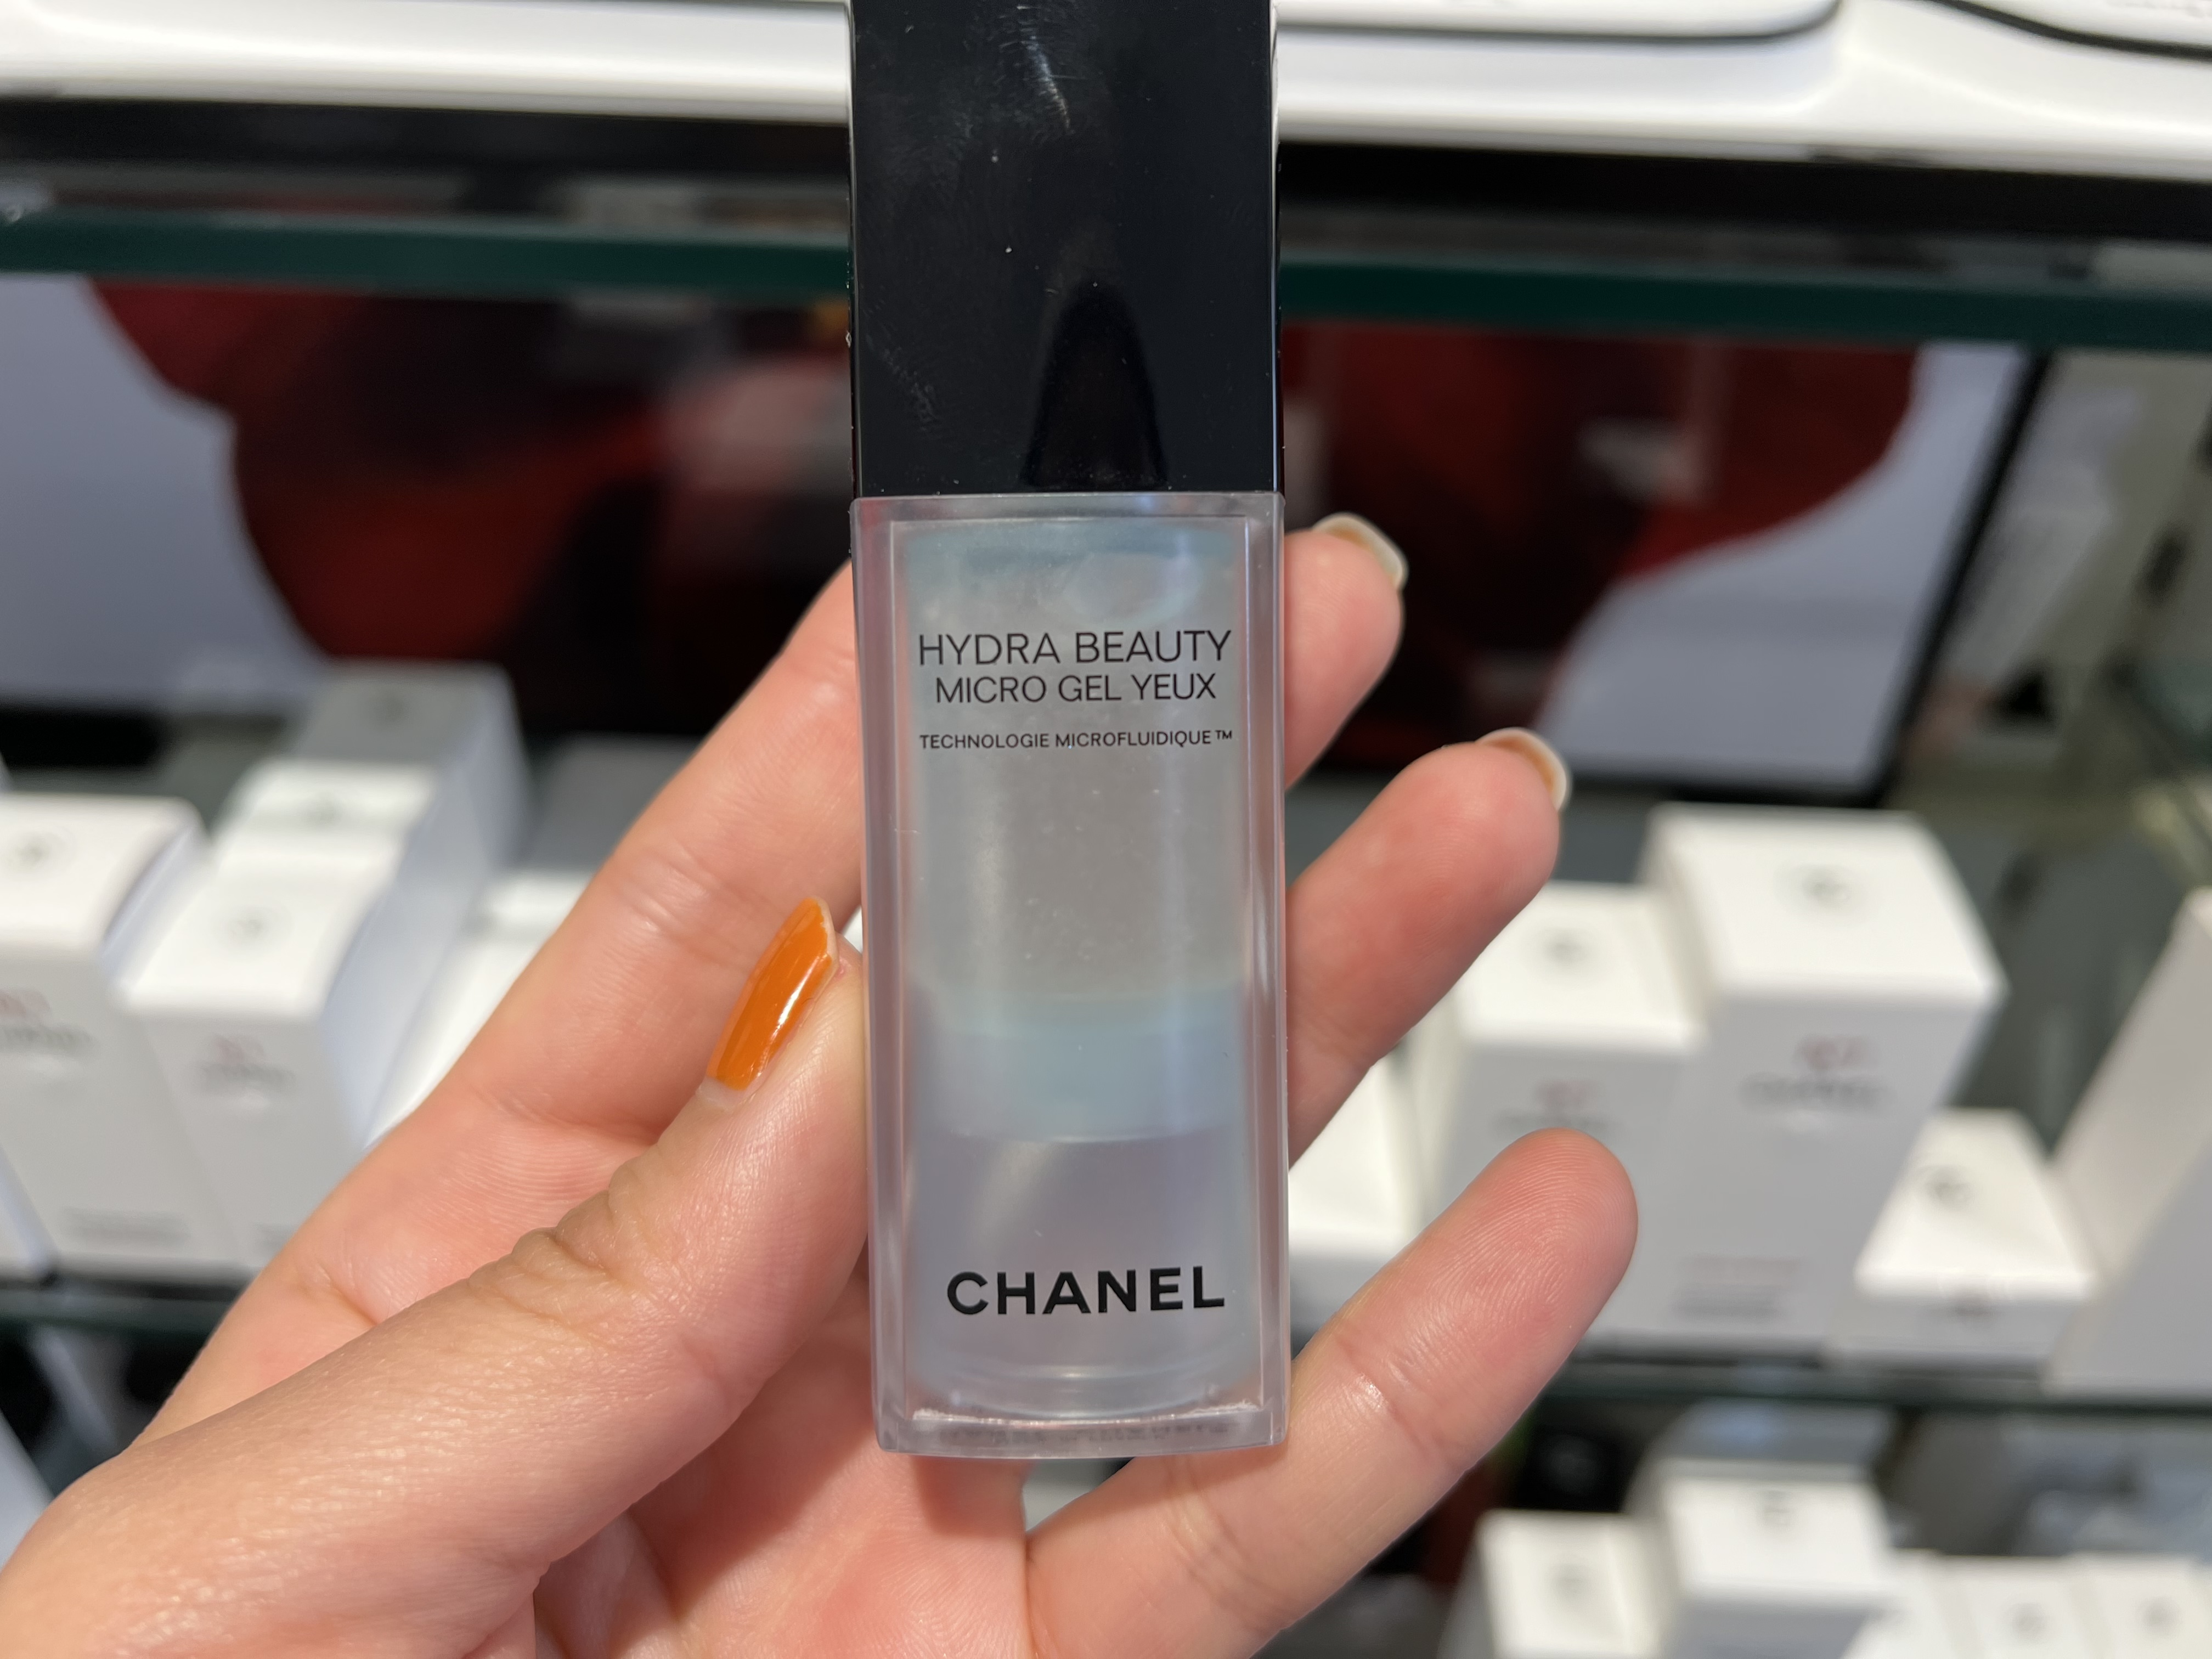 HYDRA BEAUTY
MICRO GEL YEUX
TECHNOLOGIE MICROFLUIDIQUE™
CHANEL